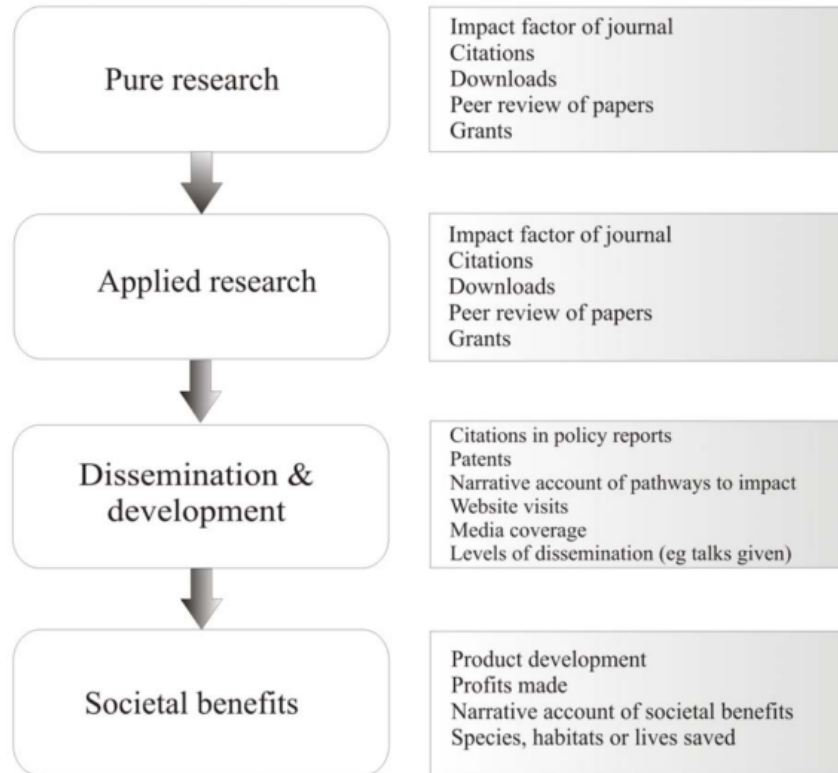 Pure research
Impact factor of journal
Citations
Downloads
Peer review of papers
Grants
Applied research
Impact factor of journal
Citations
Downloads
Peer review of papers
Grants
Dissemination &
development
Citations in policy reports
Patents
Narrative account of pathways to impact
Website visits
Media coverage
Levels of dissemination (eg talks given)
Societal benefits
Product development
Profits made
Narrative account of societal benefits
Species, habitats or lives saved